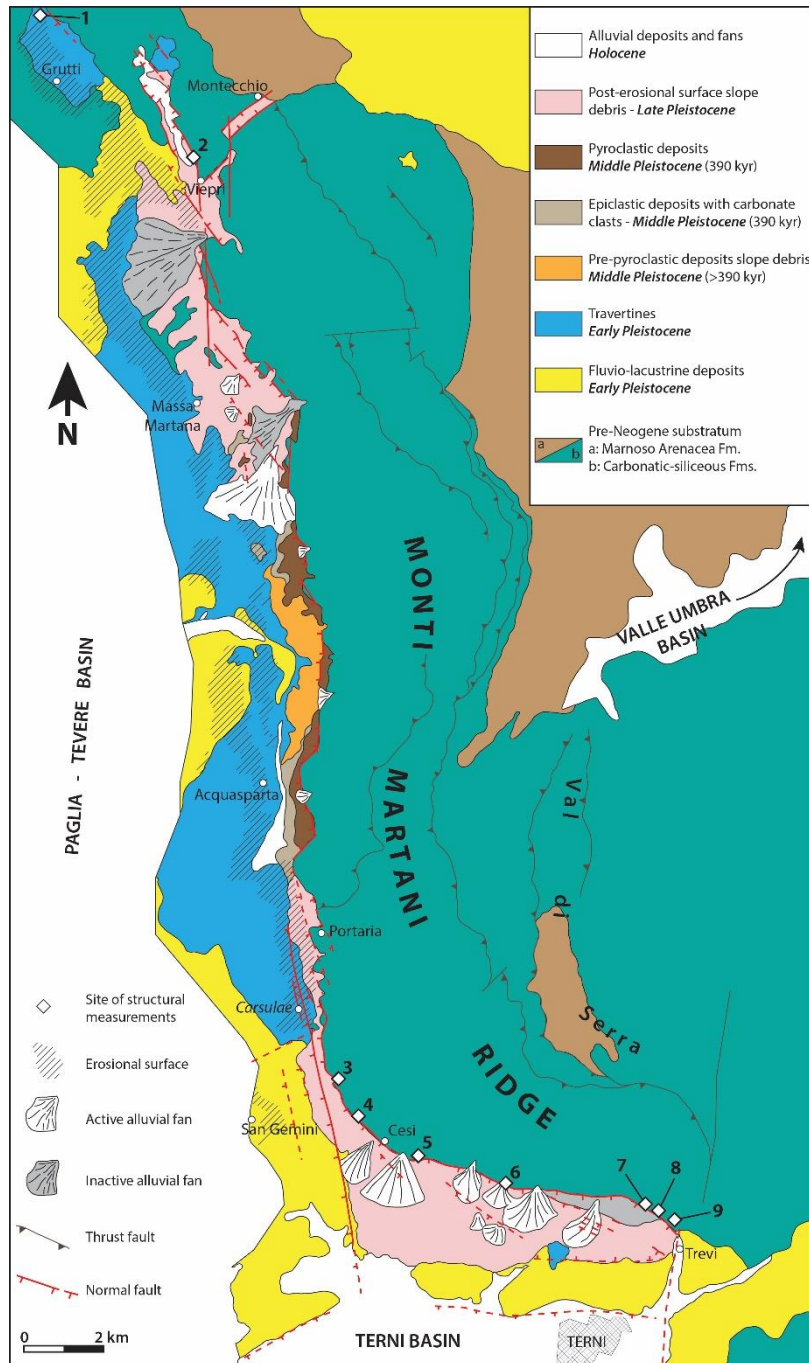 1
Grutti
Montecchio
2
Viepri
Massa
Martana
N
PAGLIA - TEVERE BASIN
MONTI
MARTANI
RIDGE
VALLE UMBRA
BASIN
Val
di
Serra
Acquasparta
Portaria
Carsulae
3
4
San Gemini
Cesi
5
6
7
8
9
Trevi
TERNI BASIN
TERNI
Alluvial deposits and fans
Holocene
Post-erosional surface slope
debris - Late Pleistocene
Pyroclastic deposits
Middle Pleistocene (390 kyr)
Epiclastic deposits with carbonate
clasts - Middle Pleistocene (390 kyr)
Pre-pyroclastic deposits slope debris
Middle Pleistocene (>390 kyr)
Travertines
Early Pleistocene
Fluvio-lacustrine deposits
Early Pleistocene
a
b
Pre-Neogene substratum
a: Marnoso Arenacea Fm.
b: Carbonatic-siliceous Fms.
Site of structural
measurements
Erosional surface
Active alluvial fan
Inactive alluvial fan
Thrust fault
Normal fault
0 2 km